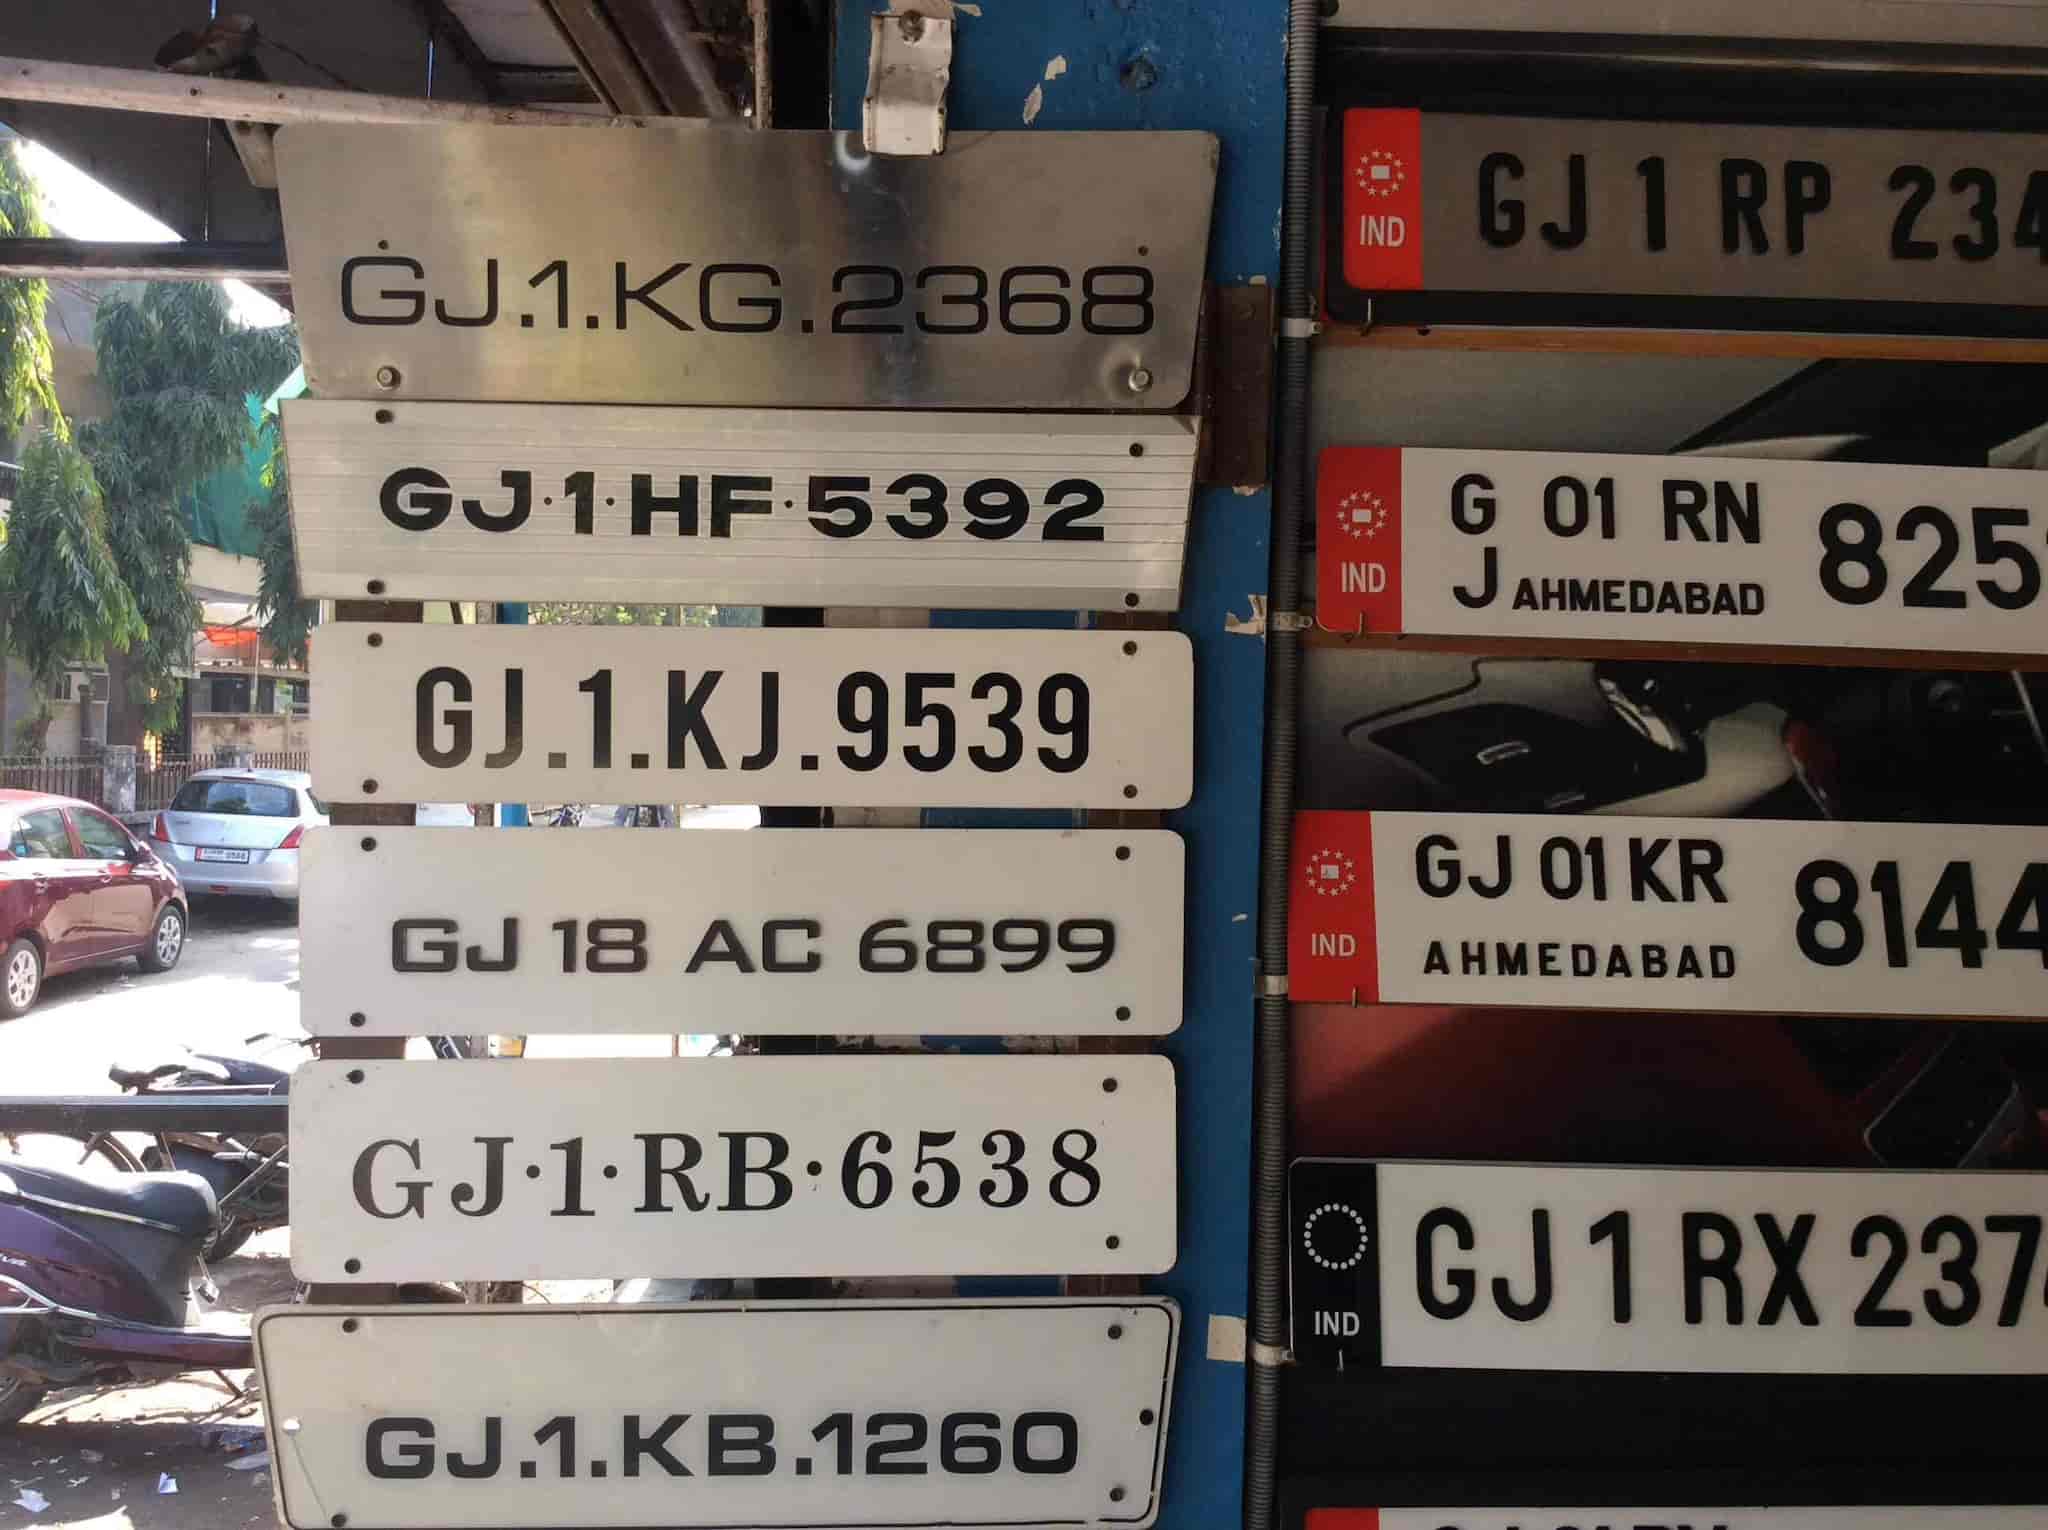 GJ.1.KG.2368
GJ·1·HF·5392
GJ.1.KJ.9539
GJ 18 AC 6899
GJ·1·RB·6538
GJ.1.KB.1260
IND
GJ 1 RP 234
IND
G 01 RN
J AHMEDABAD
825
IND
GJ 01 KR
AHMEDABAD
8144
IND
GJ 1 RX 237